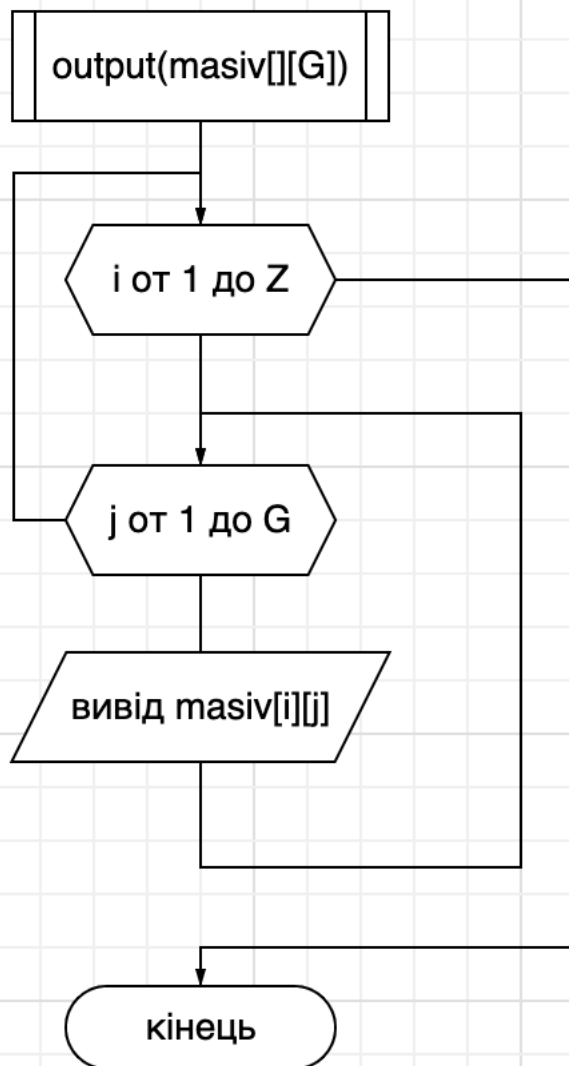 output(masiv[][G])
i от 1 до Z
j от 1 до G
вивід masiv[i][j]
кінець